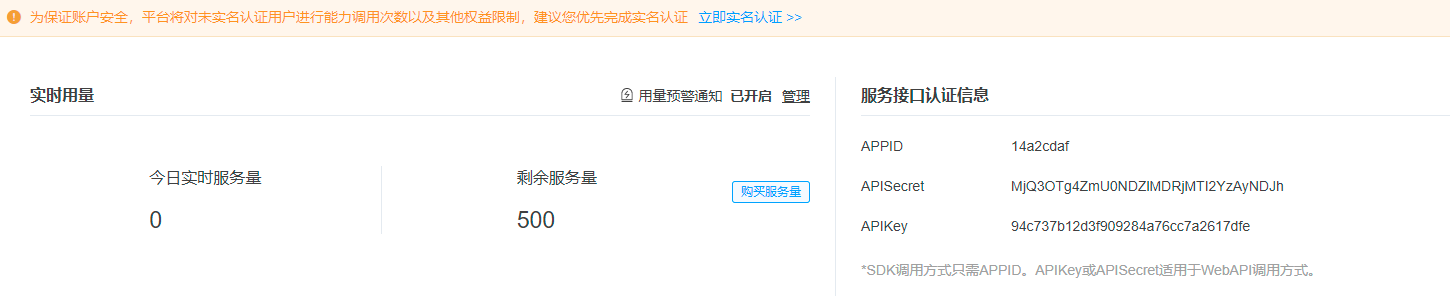 为保证账户安全，平台将对未实名认证用户进行能力调用次数以及其他权益限制，建议您优先完成实名认证 立即实名认证 >>
实时用量
用量预警通知 已开启 管理
今日实时服务量
0
剩余服务量
500
购买服务量
服务接口认证信息
APPID 14a2cdaf
APISecret MjQ3OTg4ZmU0NDZlMDRjMTI2YzAyNDJh
APIKey 94c737b12d3f909284a76cc7a2617dfe
*SDK调用方式只需APPID。APIKey或APISecret适用于WebAPI调用方式。